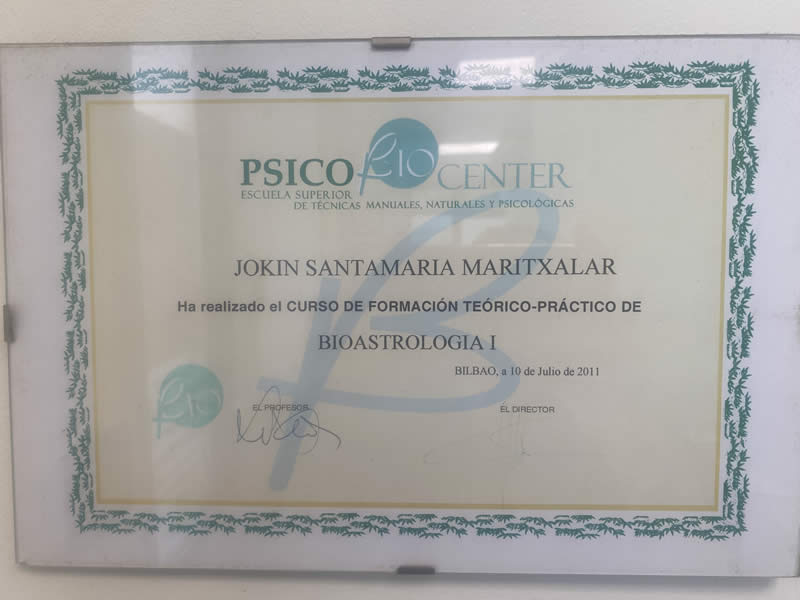 PSICO BIO CENTER
ESCUELA SUPERIOR
DE TÉCNICAS MANUALES, NATURALES Y PSICOLÓGICAS
JOKIN SANTAMARIA MARITXALAR
Ha realizado el CURSO DE FORMACIÓN TEÓRICO-PRÁCTICO DE
BIOASTROLOGIA I
BILBAO, a 10 de Julio de 2011
EL PROFESOR
EL DIRECTOR
Bio